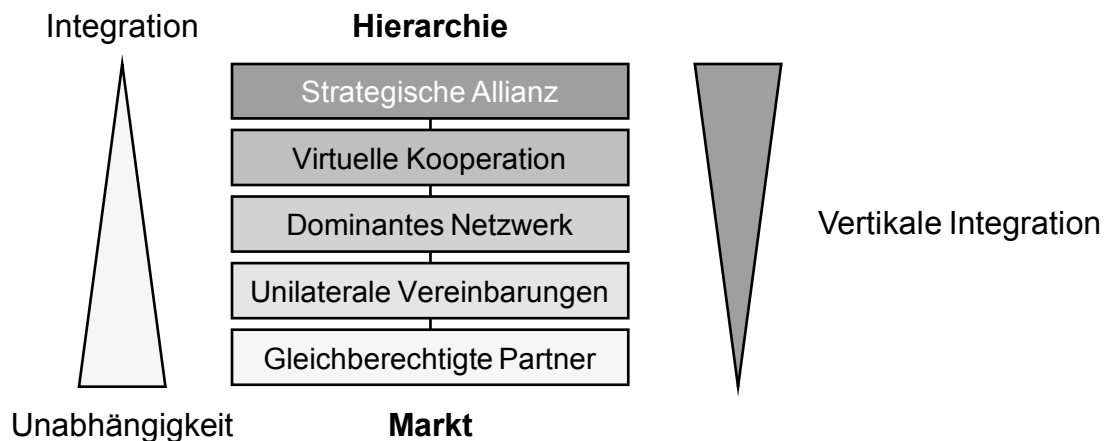 Integration
Hierarchie
Strategische Allianz
Virtuelle Kooperation
Dominantes Netzwerk
Vertikale Integration
Unilaterale Vereinbarungen
Gleichberechtigte Partner
Unabhängigkeit
Markt